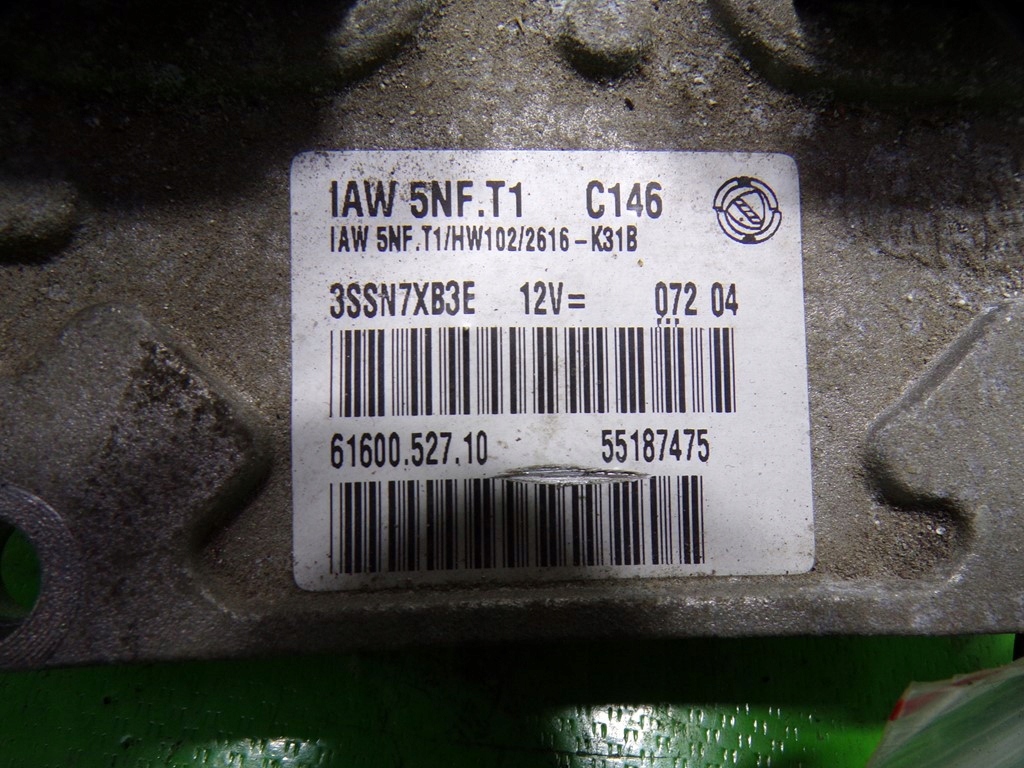 IAW 5NF.T1 C146
IAW 5NF.T1/HW102/2616-K31B
3SSN7XB3E 12V= 072 04
61600.527.10 55187475